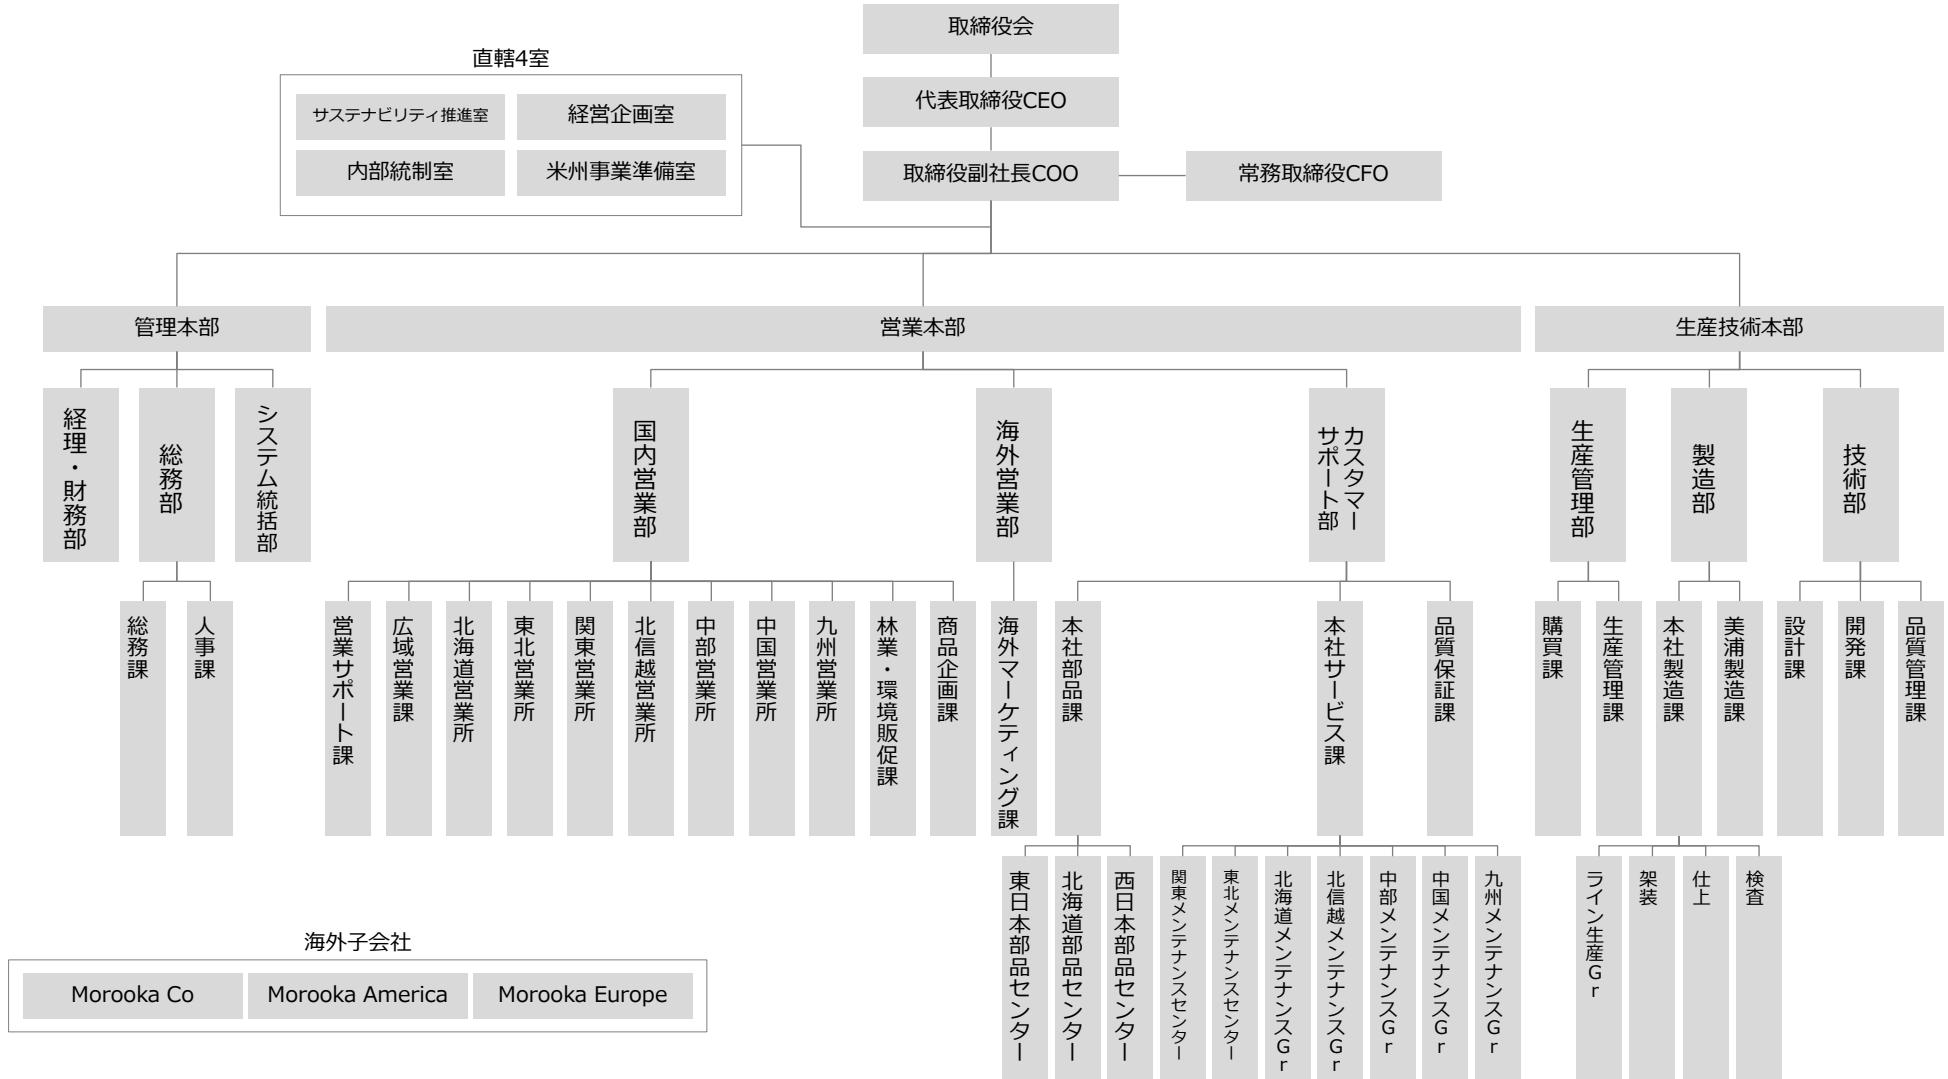 取締役会
直轄4室
代表取締役CEO
サステナビリティ推進室
経営企画室
内部統制室
米州事業準備室
取締役副社長COO
常務取締役CFO
管理本部
営業本部
生産技術本部
経理・財務部
総務部
システム統括部
国内営業部
海外営業部
カスタマー
サポート部
生産管理部
製造部
技術部
総務課
人事課
営業サポート課
広域営業課
北海道営業所
東北営業所
関東営業所
北信越営業所
中部営業所
中国営業所
九州営業所
林業・環境販促課
商品企画課
海外マーケティング課
本社部品課
本社サービス課
品質保証課
購買課
生産管理課
本社製造課
美浦製造課
設計課
開発課
品質管理課
東日本部品センター
北海道部品センター
西日本部品センター
関東メンテナンスセンター
東北メンテナンスセンター
北海道メンテナンスGr
北信越メンテナンスGr
中部メンテナンスGr
中国メンテナンスGr
九州メンテナンスGr
ライン生産Gr
架装
仕上
検査
海外子会社
Morooka Co
Morooka America
Morooka Europe